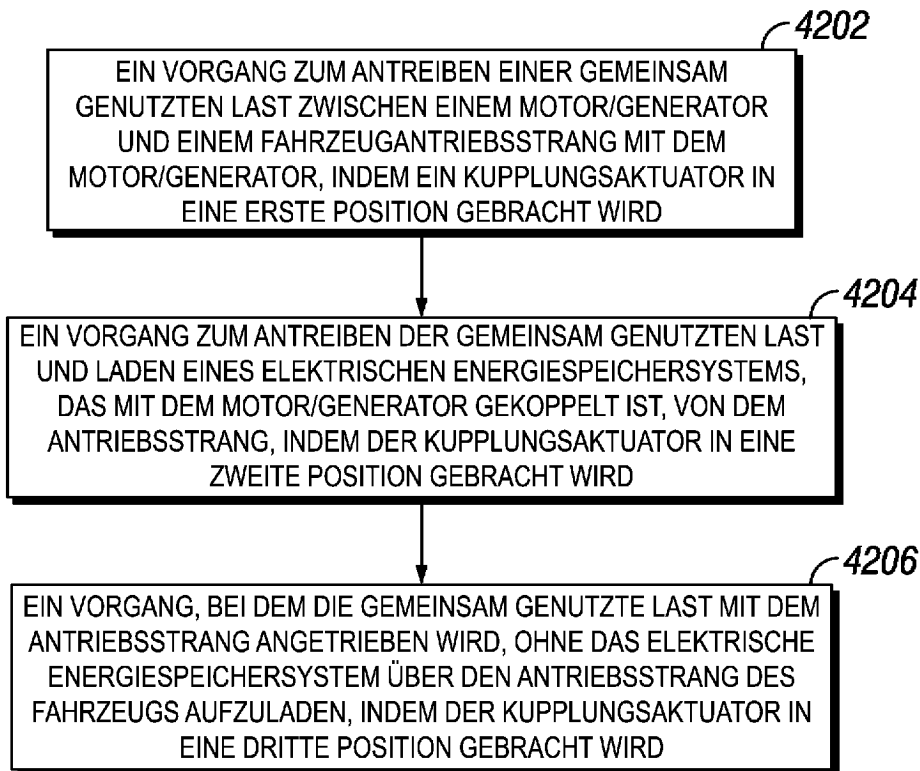 4202
EIN VORGANG ZUM ANTREIBEN EINER GEMEINSAM
GENUTZTEN LAST ZWISCHEN EINEM MOTOR/GENERATOR
UND EINEM FAHRZEUGANTRIEBSSTRANG MIT DEM
MOTOR/GENERATOR, INDEM EIN KUPPLUNGSAKTUATOR IN
EINE ERSTE POSITION GEBRACHT WIRD
4204
EIN VORGANG ZUM ANTREIBEN DER GEMEINSAM GENUTZTEN LAST
UND LADEN EINES ELEKTRISCHEN ENERGIESPEICHERSYSTEMS,
DAS MIT DEM MOTOR/GENERATOR GEKOPPELT IST, VON DEM
ANTRIEBSSTRANG, INDEM DER KUPPLUNGSAKTUATOR IN EINE
ZWEITE POSITION GEBRACHT WIRD
4206
EIN VORGANG, BEI DEM DIE GEMEINSAM GENUTZTE LAST MIT DEM
ANTRIEBSSTRANG ANGETRIEBEN WIRD, OHNE DAS ELEKTRISCHE
ENERGIESPEICHERSYSTEM ÜBER DEN ANTRIEBSSTRANG DES
FAHRZEUGS AUFZULADEN, INDEM DER KUPPLUNGSAKTUATOR IN
EINE DRITTE POSITION GEBRACHT WIRD